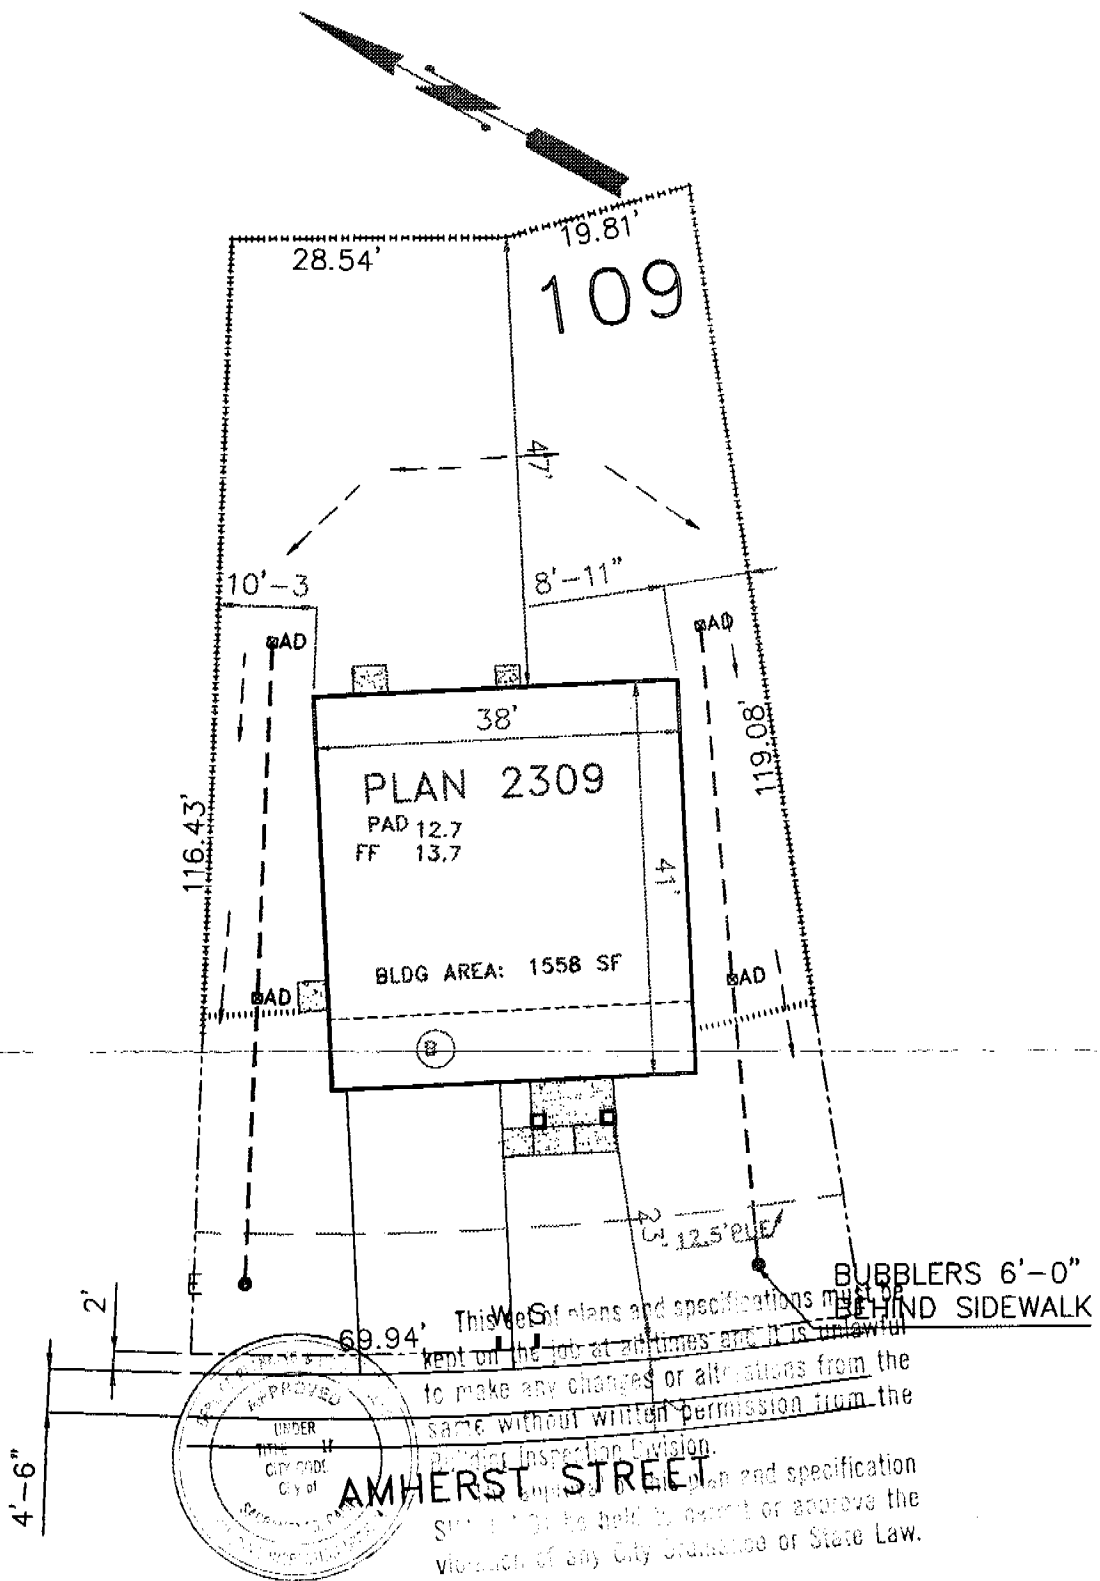 28.54'
19.81'
109
47'
10'-3
8'-11"
AD
AD
38'
119.08'
PLAN 2309
PAD 12.7
FF 13.7
116.43'
41'
BLDG AREA: 1558 SF
AD
AD
B
23'
12.5' PUE
BUBBLERS 6'-0"
BEHIND SIDEWALK
2'
W S
69.94'
This set of plans and specifications must be
kept on the job at all times and it is unlawful
to make any changes or alterations from the
same without written permission from the
Building Inspection Division.
4'-6"
APPROVED
UNDER
TITLE
CITY CODE
City of
AMHERST STREET
plan and specification
be held to permit or approve the
violation of any City Ordinance or State Law.